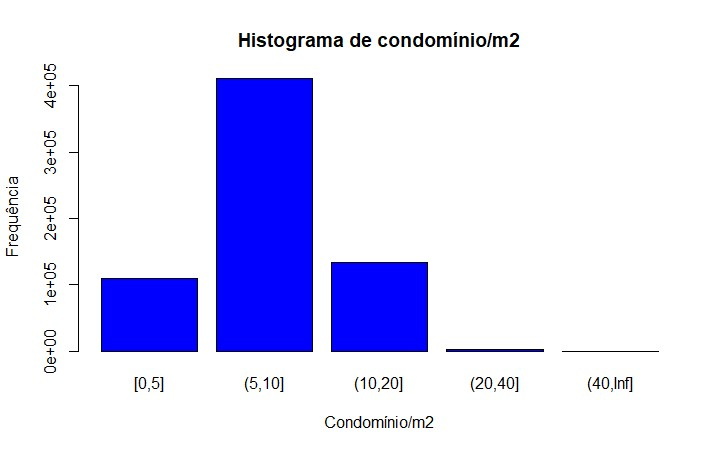 Histograma de condomínio/m2
Frequência
4e+05
3e+05
2e+05
1e+05
0e+00
[0,5]
(5,10]
(10,20]
(20,40]
(40,Inf]
Condomínio/m2